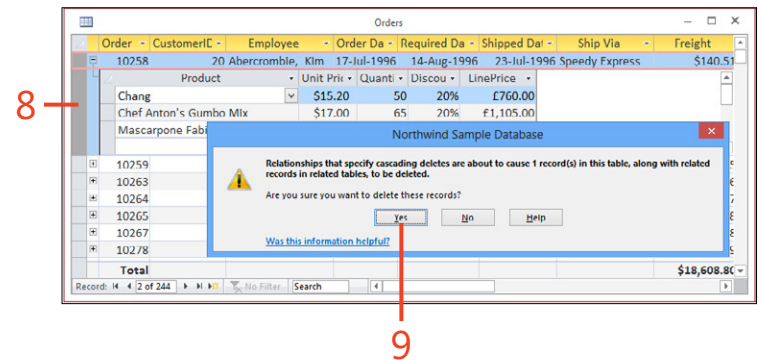 Orders
Order CustomerID Employee Order Da Required Da Shipped Dat Ship Via Freight
10258 20 Abercrombie, Kim 17-Jul-1996 14-Aug-1996 23-Jul-1996 Speedy Express $140.51
Product Unit Pric Quanti Discou LinePrice
Chang $15.20 50 20% £760.00
8
Chef Anton's Gumbo Mix $17.00 65 20% £1,105.00
Mascarpone Fabi
Northwind Sample Database
Relationships that specify cascading deletes are about to cause 1 record(s) in this table, along with related
records in related tables, to be deleted.
Are you sure you want to delete these records?
Yes No Help
Was this information helpful?
10259
10263
10264
10265
10267
10278
Total $18,608.80
Record: 2 of 244 No Filter Search
9